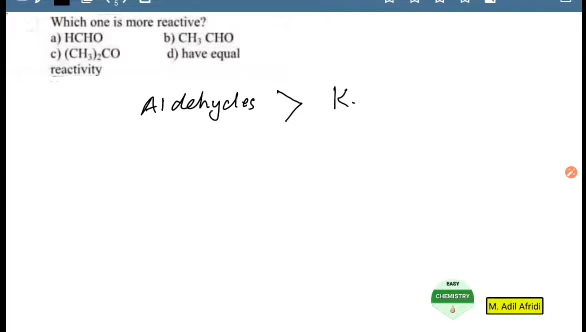 Which one is more reactive?
a) HCHO b) CH₃ CHO
c) (CH₃)₂CO d) have equal
reactivity
Aldehydes > K.
EASY
CHEMISTRY
M. Adil Afridi